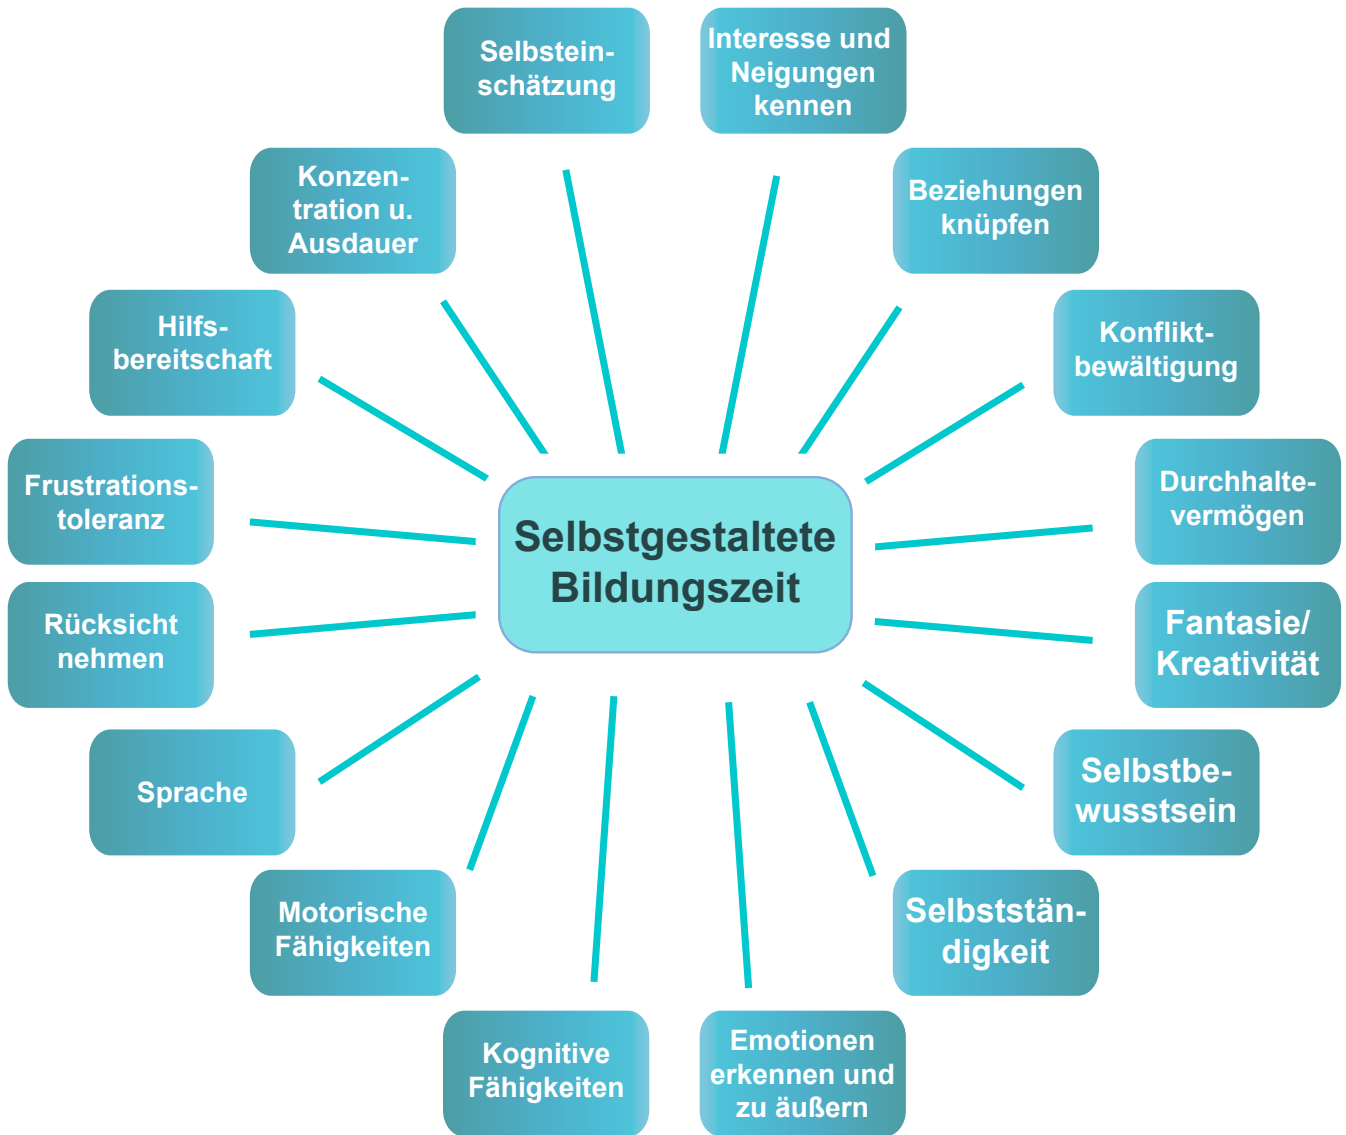 Selbstein-
schätzung
Interesse und
Neigungen
kennen
Konzen-
tration u.
Ausdauer
Beziehungen
knüpfen
Hilfs-
bereitschaft
Konflikt-
bewältigung
Frustrations-
toleranz
Durchhalte-
vermögen
Selbstgestaltete
Bildungszeit
Rücksicht
nehmen
Fantasie/
Kreativität
Sprache
Selbstbe-
wusstsein
Motorische
Fähigkeiten
Selbststän-
digkeit
Kognitive
Fähigkeiten
Emotionen
erkennen und
zu äußern